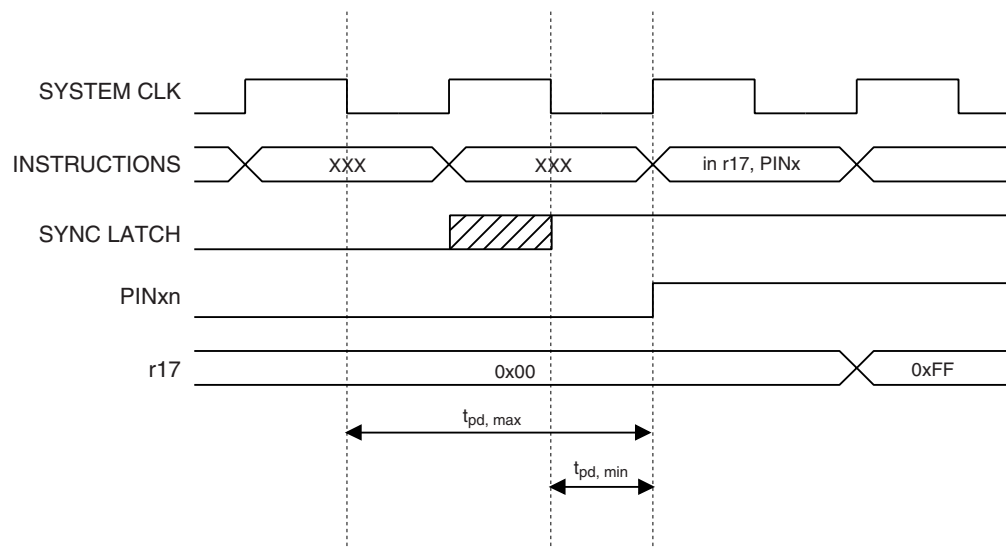 SYSTEM CLK
INSTRUCTIONS XXX XXX in r17, PINx
SYNC LATCH
PINxn
r17 0x00 0xFF
tpd, max
tpd, min